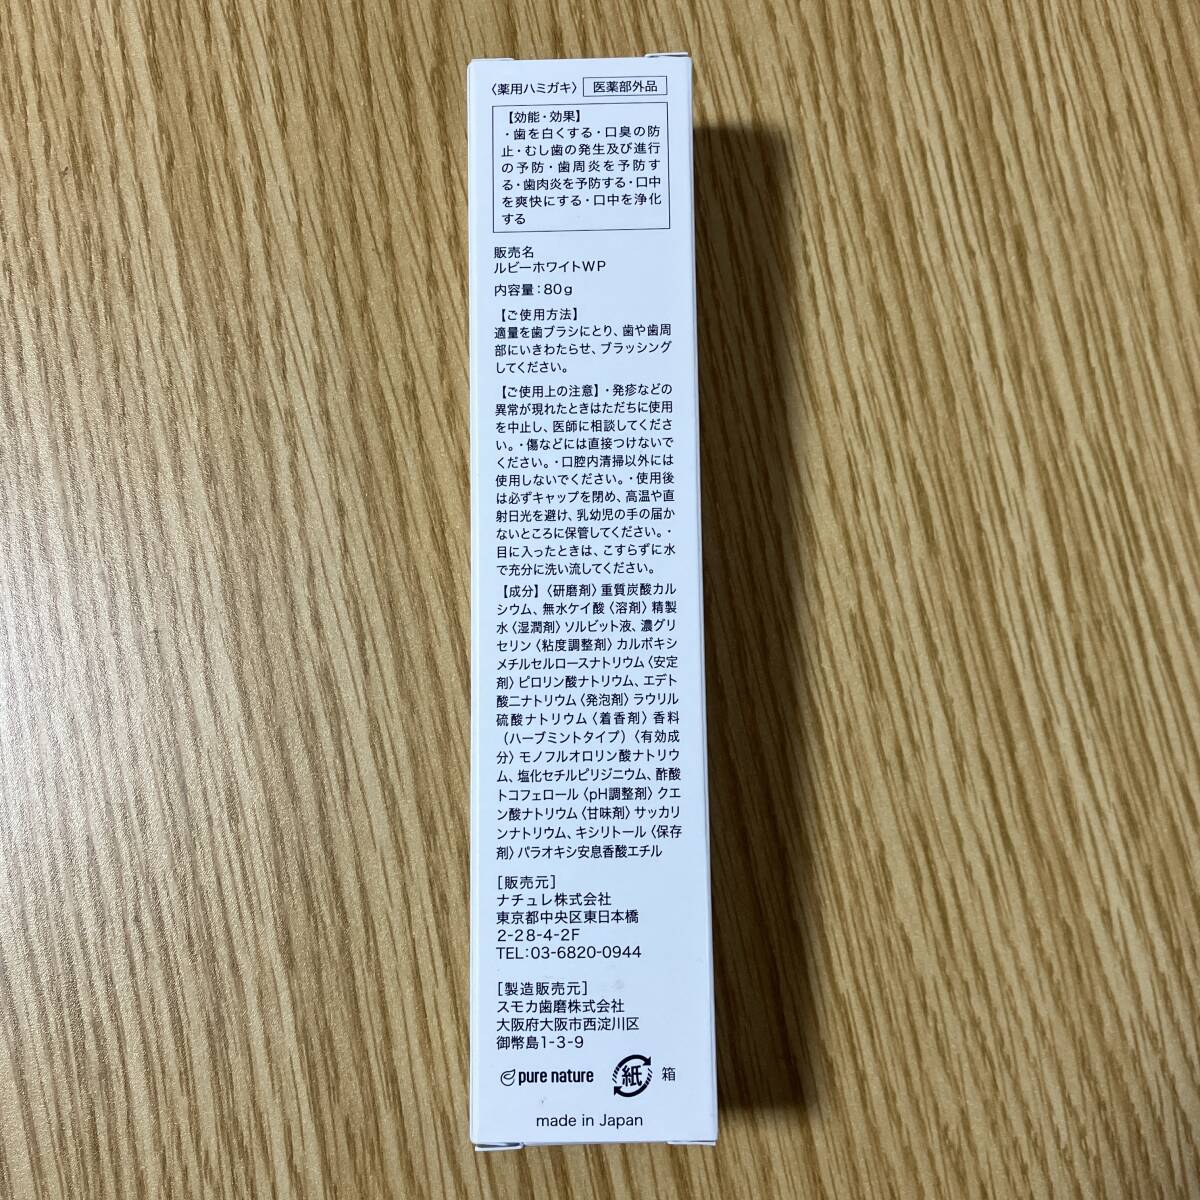 〈薬用ハミガキ〉 医薬部外品
【効能・効果】
・歯を白くする・口臭の防
止・むし歯の発生及び進行
の予防・歯周炎を予防す
る・歯肉炎を予防する・口中
を爽快にする・口中を浄化
する
販売名
ルビーホワイトWP
内容量:80g
【ご使用方法】
適量を歯ブラシにとり、歯や歯周
部にいきわたらせ、ブラッシング
してください。
【ご使用上の注意】・発疹などの
異常が現れたときはただちに使用
を中止し、医師に相談してくださ
い。・傷などには直接つけないで
ください。・口腔内清掃以外には
使用しないでください。・使用後
は必ずキャップを閉め、高温や直
射日光を避け、乳幼児の手の届か
ないところに保管してください。・
目に入ったときは、こすらずに水
で充分に洗い流してください。
【成分】〈研磨剤〉重質炭酸カル
シウム、無水ケイ酸〈溶剤〉精製
水〈湿潤剤〉ソルビット液、濃グリ
セリン〈粘度調整剤〉カルボキシ
メチルセルロースナトリウム〈安定
剤〉ピロリン酸ナトリウム、エデト
酸二ナトリウム〈発泡剤〉ラウリル
硫酸ナトリウム〈着香剤〉香料
(ハーブミントタイプ)〈有効成
分〉モノフルオロリン酸ナトリウ
ム、塩化セチルピリジニウム、酢酸
トコフェロール〈pH調整剤〉クエ
ン酸ナトリウム〈甘味剤〉サッカリ
ンナトリウム、キシリトール〈保存
剤〉パラオキシ安息香酸エチル
[販売元]
ナチュレ株式会社
東京都中央区東日本橋
2-28-4-2F
TEL:03-6820-0944
[製造販売元]
スモカ歯磨株式会社
大阪府大阪市西淀川区
御幣島1-3-9
pure nature 紙 箱
made in Japan